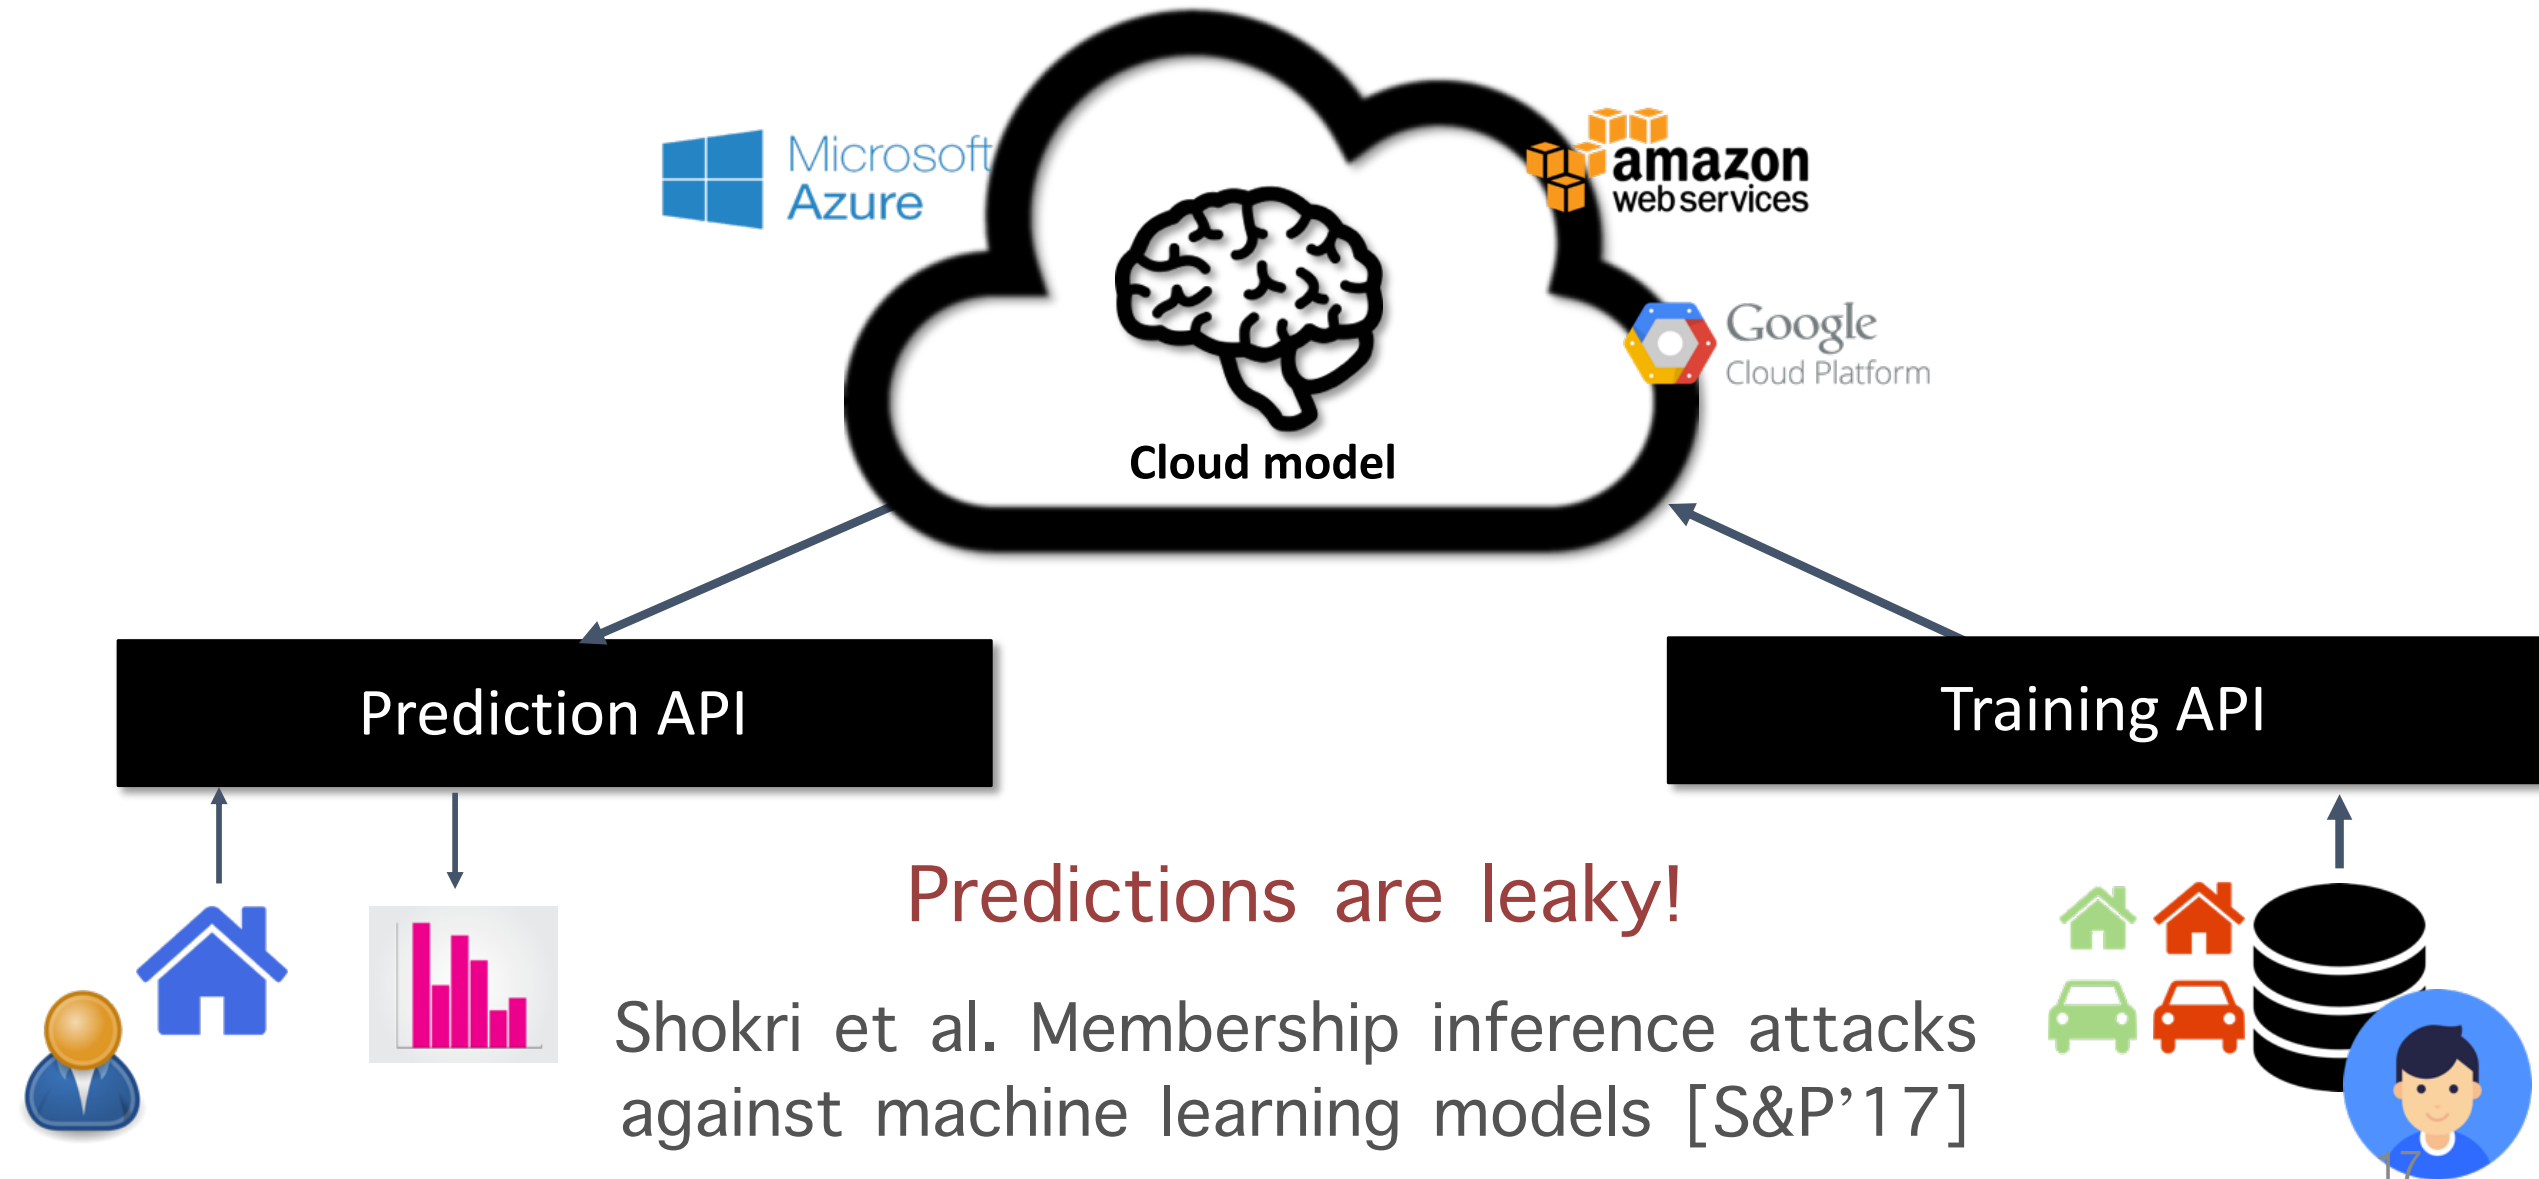 Microsoft
Azure
amazon
web services
Google
Cloud Platform
Cloud model
Prediction API
Training API
Predictions are leaky!
Shokri et al. Membership inference attacks
against machine learning models [S&P’17]
17